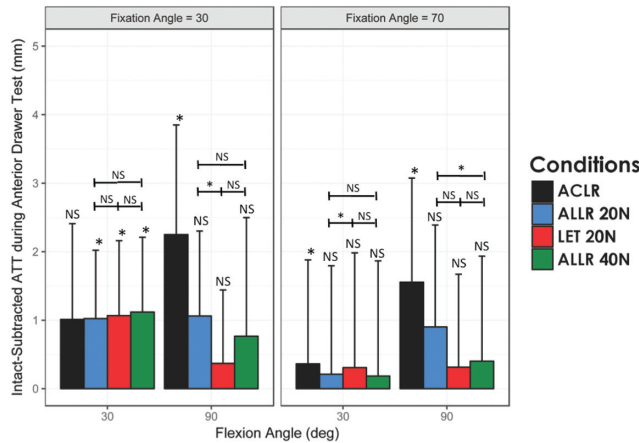 Fixation Angle = 30
Fixation Angle = 70
Intact-Subtracted ATT during Anterior Drawer Test (mm)
5
4
3
2
1
0
NS
*
*
*
NS
NS
NS
*
NS
*
NS
NS
NS
NS
*
NS
NS
NS
NS
*
NS
*
NS
*
NS
NS
NS
NS
*
30
90
30
90
Flexion Angle (deg)
Conditions
ACLR
ALLR 20N
LET 20N
ALLR 40N